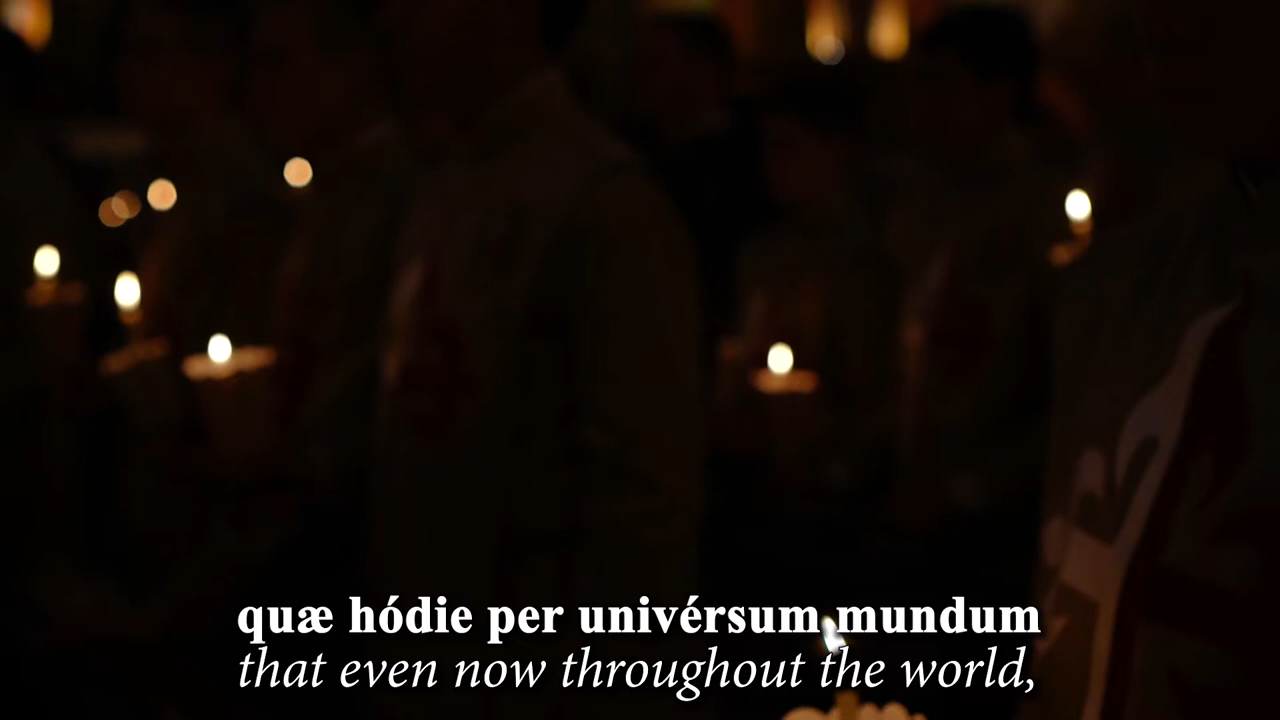 quæ hódie per univérsum mundum
that even now throughout the world,